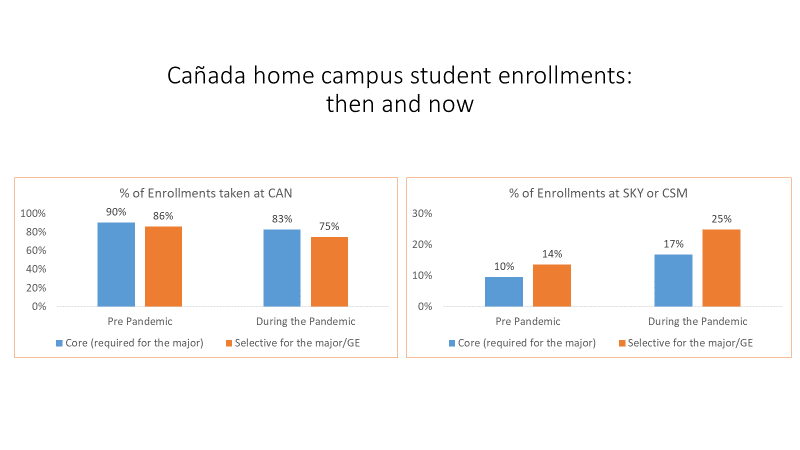 Cañada home campus student enrollments:
then and now
% of Enrollments taken at CAN
100%
80%
60%
40%
20%
0%
90%
86%
83%
75%
Pre Pandemic
During the Pandemic
Core (required for the major)
Selective for the major/GE
% of Enrollments at SKY or CSM
30%
20%
10%
0%
10%
14%
17%
25%
Pre Pandemic
During the Pandemic
Core (required for the major)
Selective for the major/GE